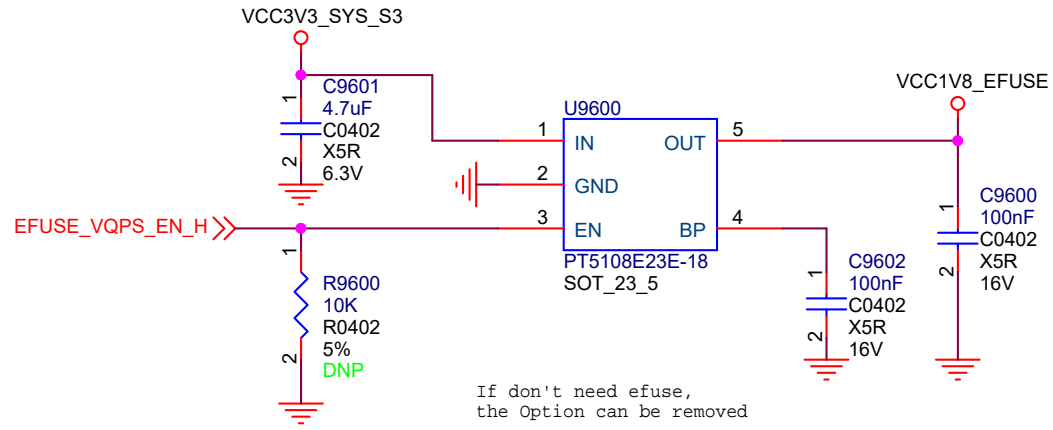 VCC3V3_SYS_S3
1
2
C9601
4.7uF
C0402
X5R
6.3V
U9600
1
IN
2
GND
3
EN
OUT
5
BP
4
PT5108E23E-18
SOT_23_5
VCC1V8_EFUSE
1
2
C9600
100nF
C0402
X5R
16V
EFUSE_VQPS_EN_H
1
2
R9600
10K
R0402
5%
DNP
1
2
C9602
100nF
C0402
X5R
16V
If don't need efuse,
the Option can be removed